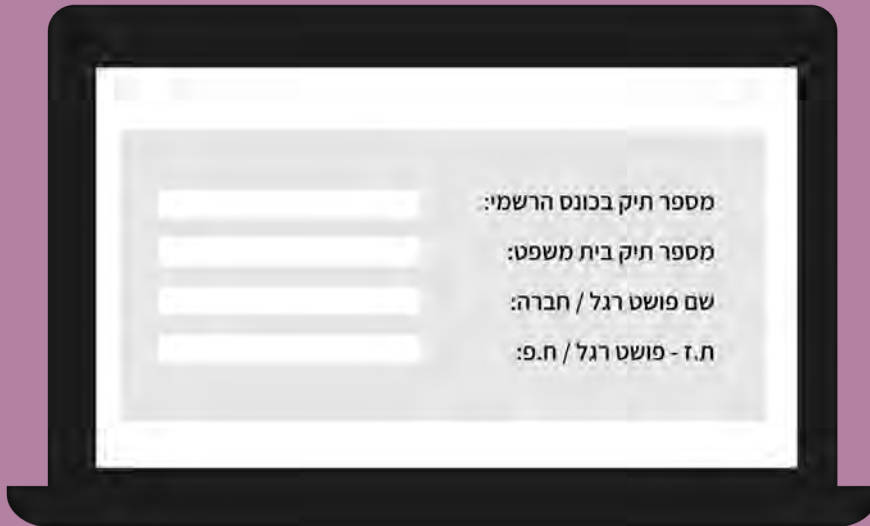 מספר תיק בכונס הרשמי:
מספר תיק בית משפט:
שם פושט רגל / חברה:
ת.ז - פושט רגל / ח.פ: